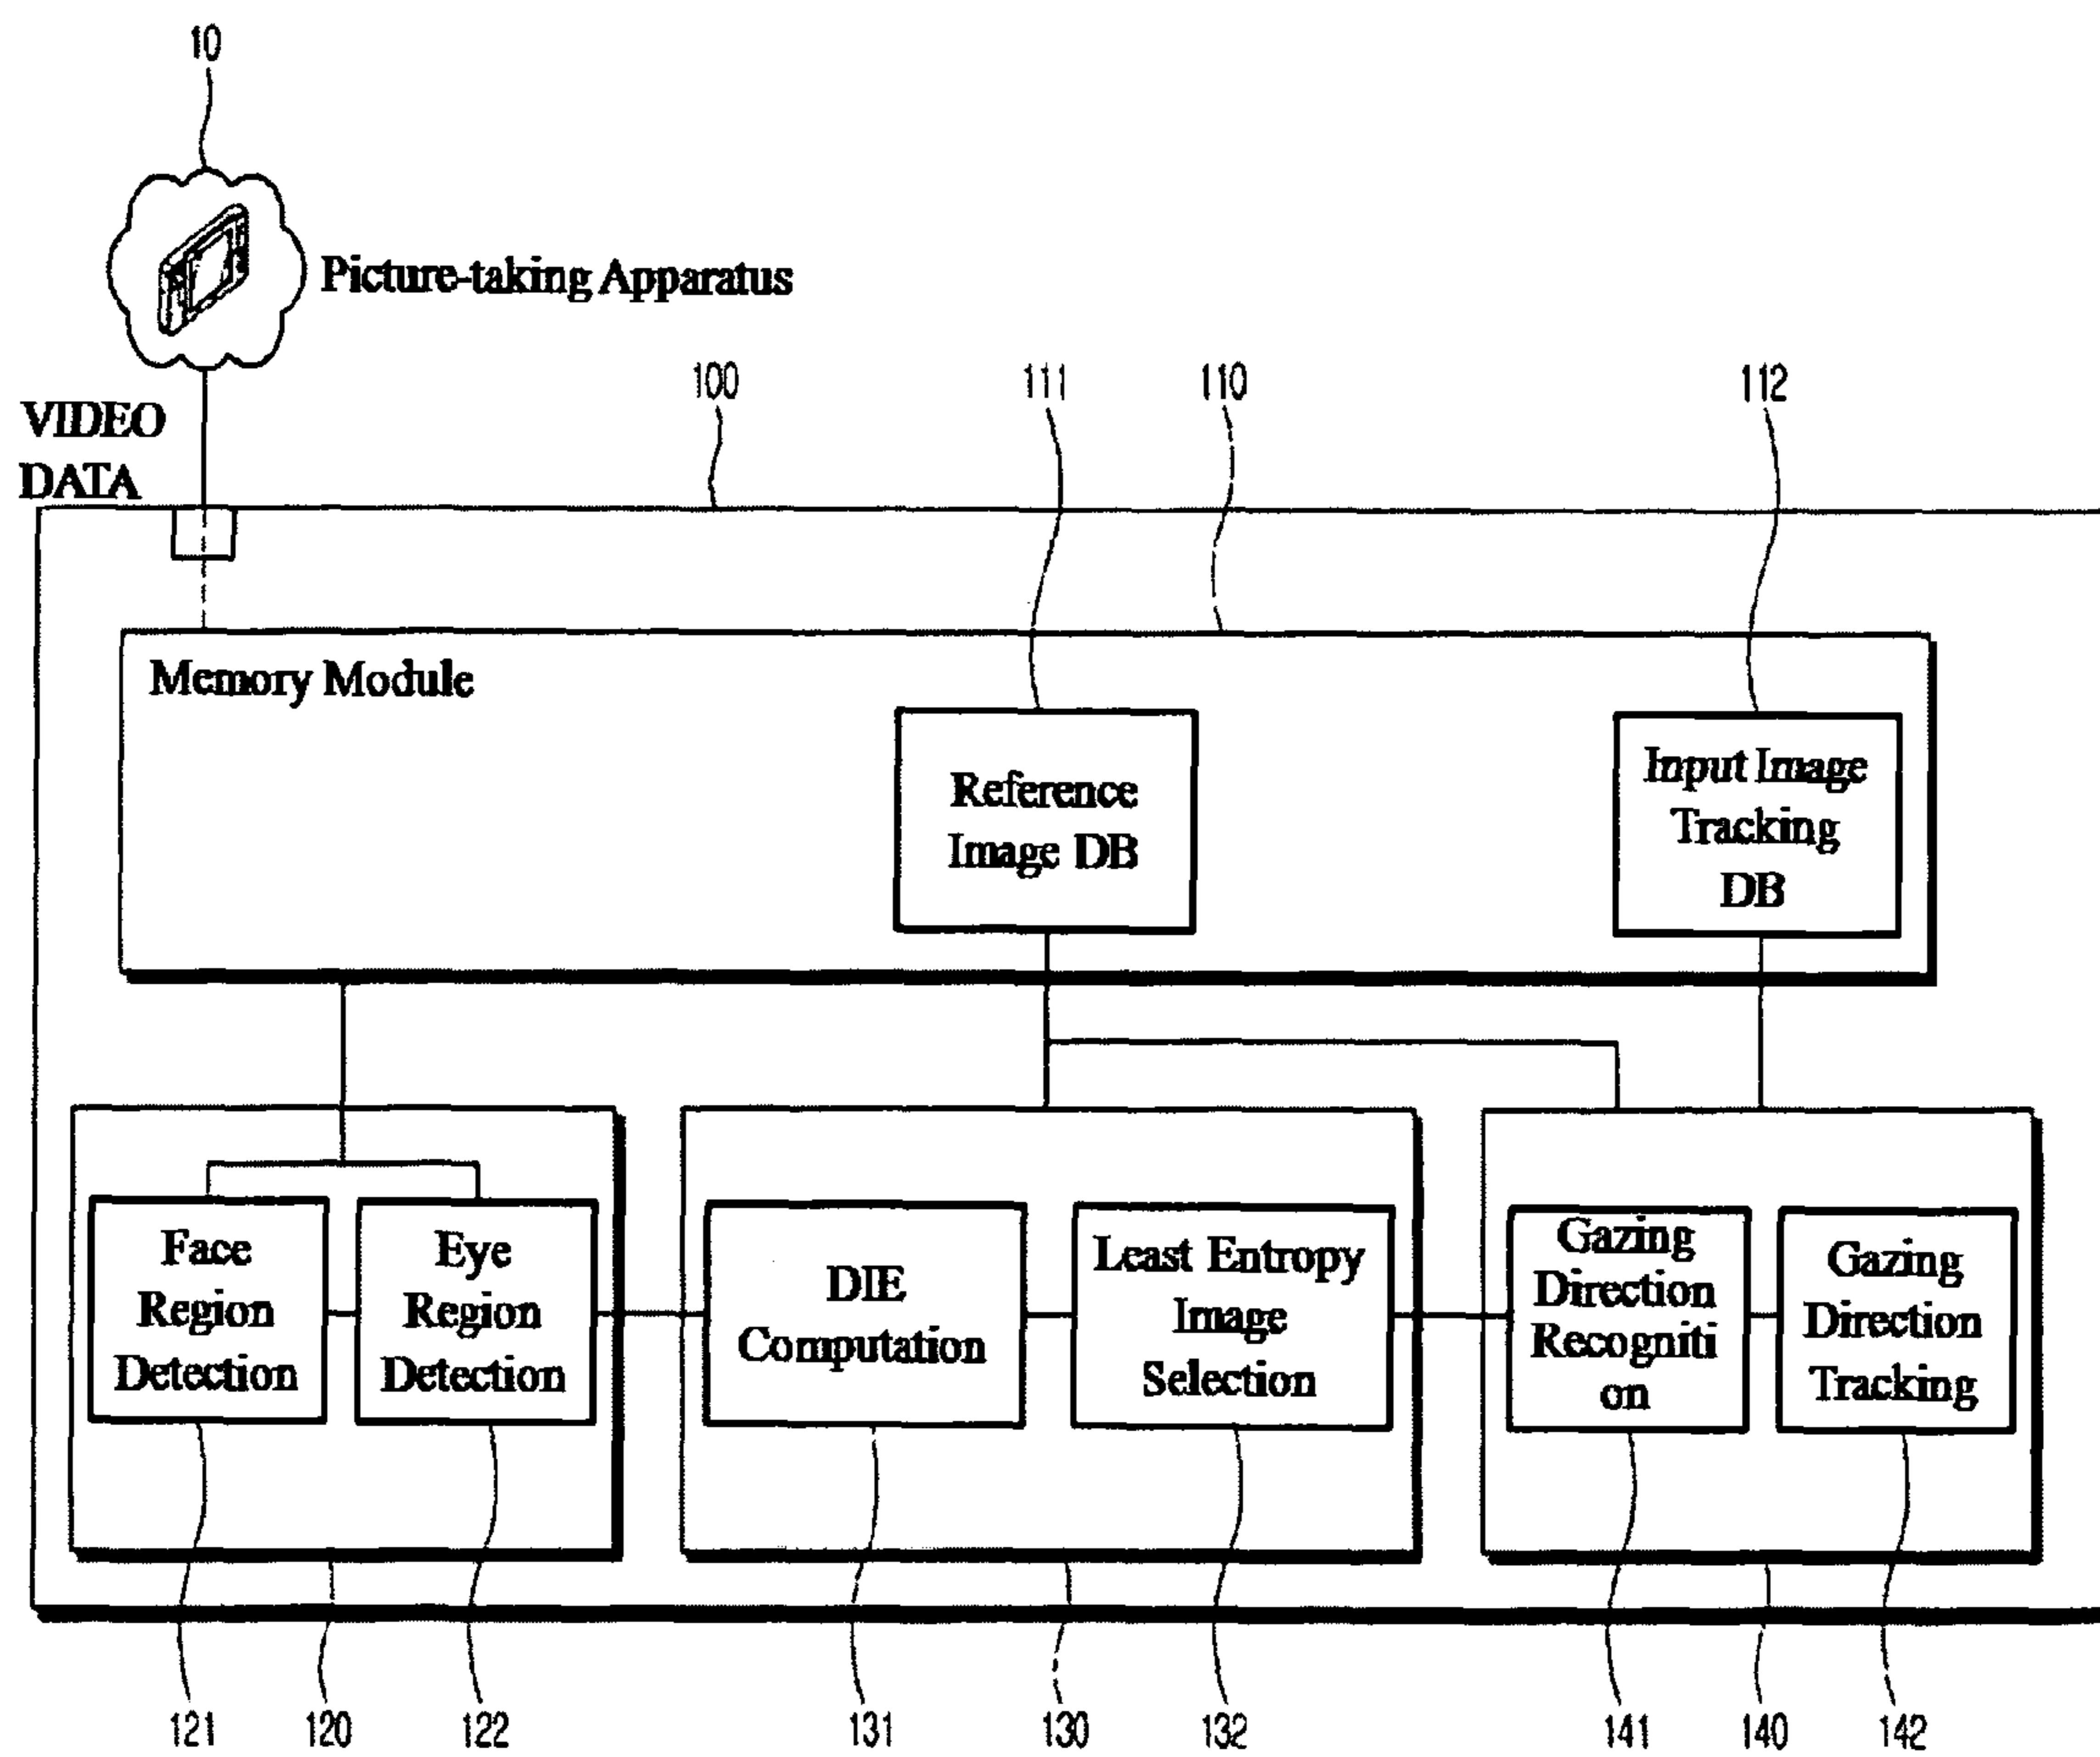 10
Picture-taking Apparatus
VIDEO
DATA
100
111
110
112
Memory Module
Reference
Image DB
Input Image
Tracking
DB
Face
Region
Detection
Eye
Region
Detection
DIE
Computation
Least Entropy
Image
Selection
Gazing
Direction
Recogniti
on
Gazing
Direction
Tracking
121
120
122
131
130
132
141
140
142